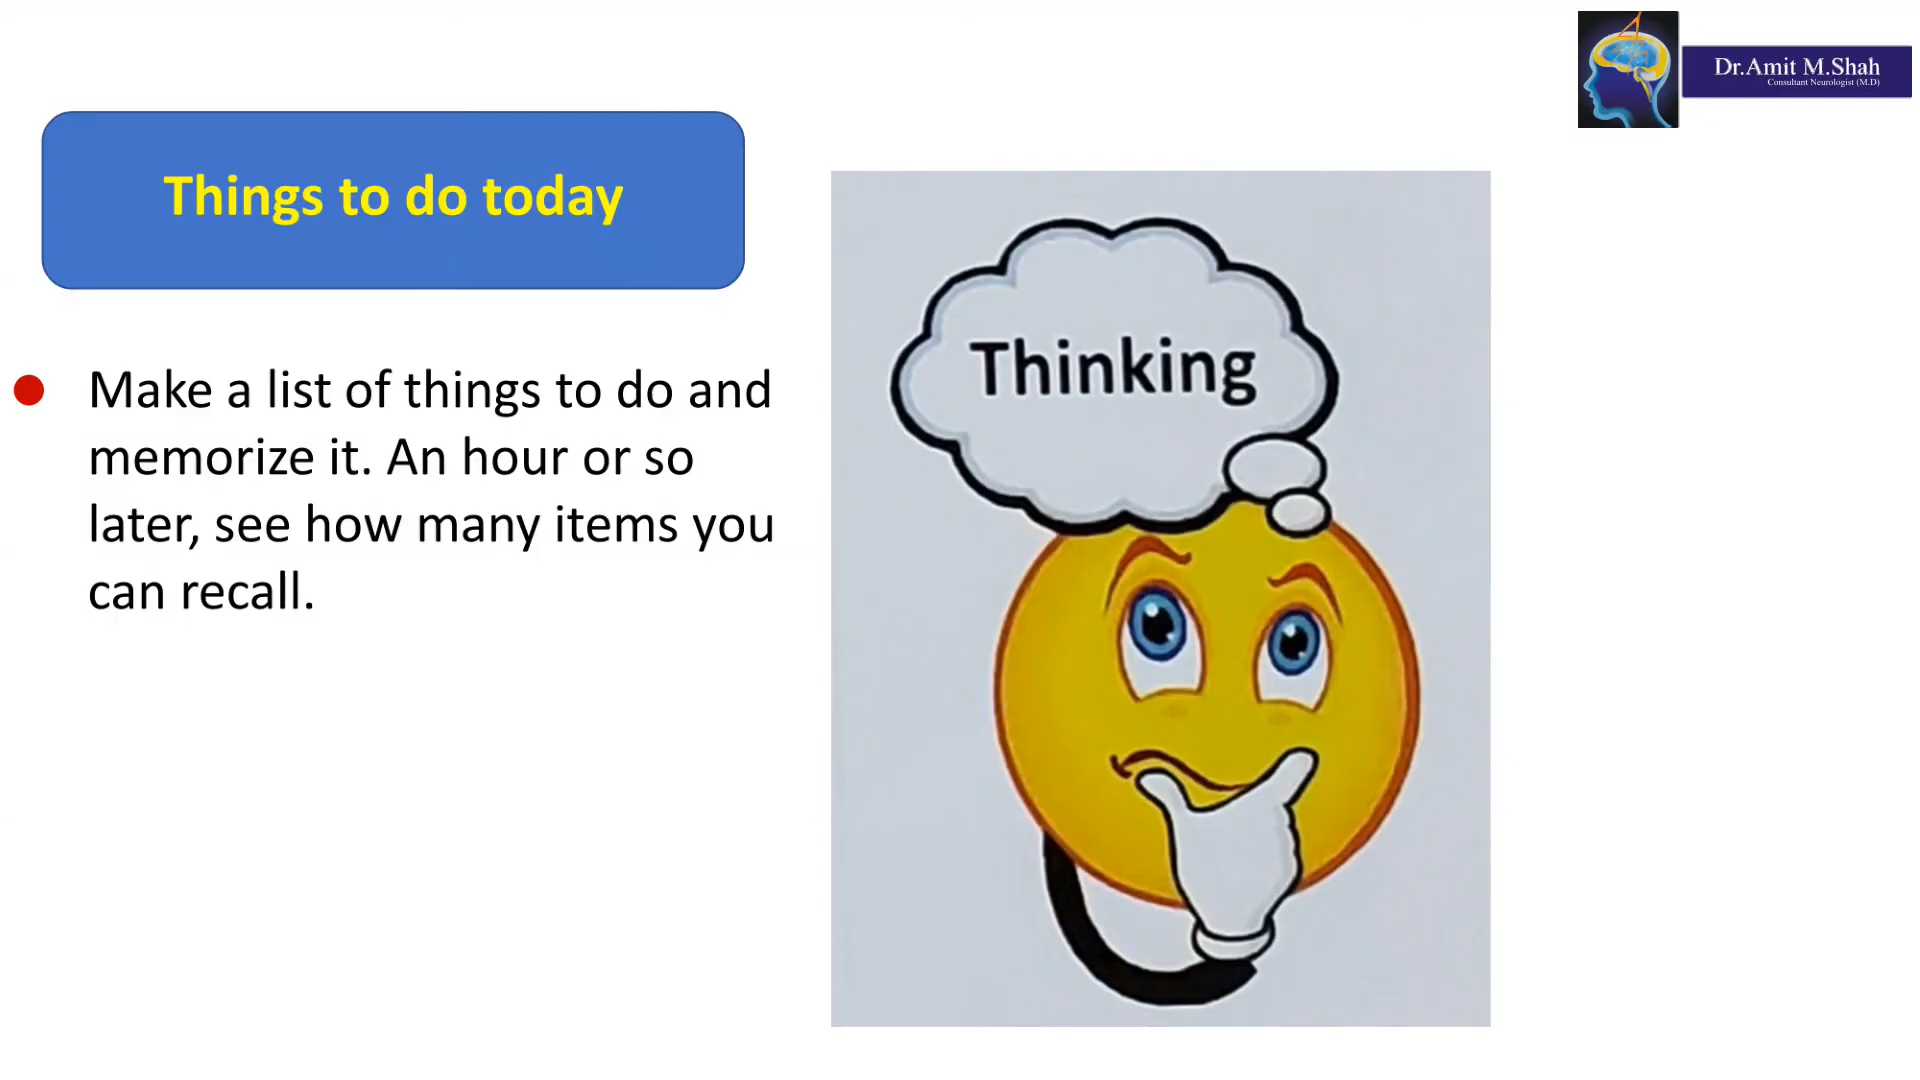 Dr.Amit M.Shah
Consultant Neurologist (M.D)
Things to do today
Make a list of things to do and
memorize it. An hour or so
later, see how many items you
can recall.
Thinking